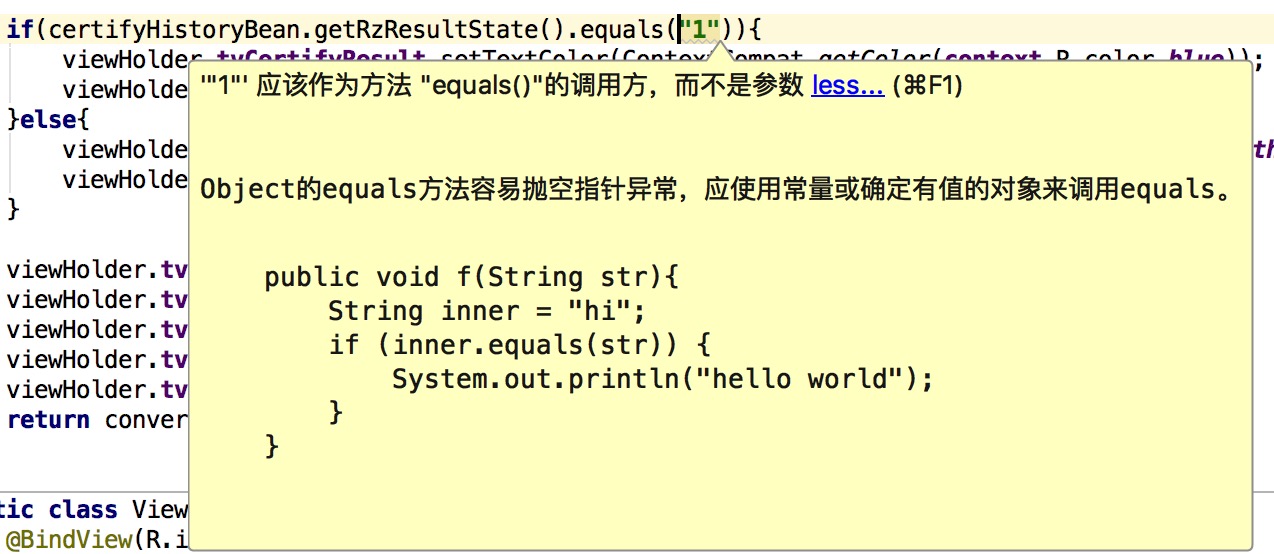 if(certifyHistoryBean.getRzResultState().equals("1")){
viewHolder.tvCertifyResult.setTextColor(ContextCompat.getColor(context,R.color.blue));
'"1"' 应该作为方法 "equals()"的调用方，而不是参数 less... (⌘F1)
viewHolde
}else{
viewHolde
th
viewHolde
Object的equals方法容易抛空指针异常，应使用常量或确定有值的对象来调用equals。
}
viewHolder.tv
public void f(String str){
viewHolder.tv
String inner = "hi";
viewHolder.tv
if (inner.equals(str)) {
viewHolder.tv
System.out.println("hello world");
viewHolder.tv
}
return conver
}
tic class View
@BindView(R.i